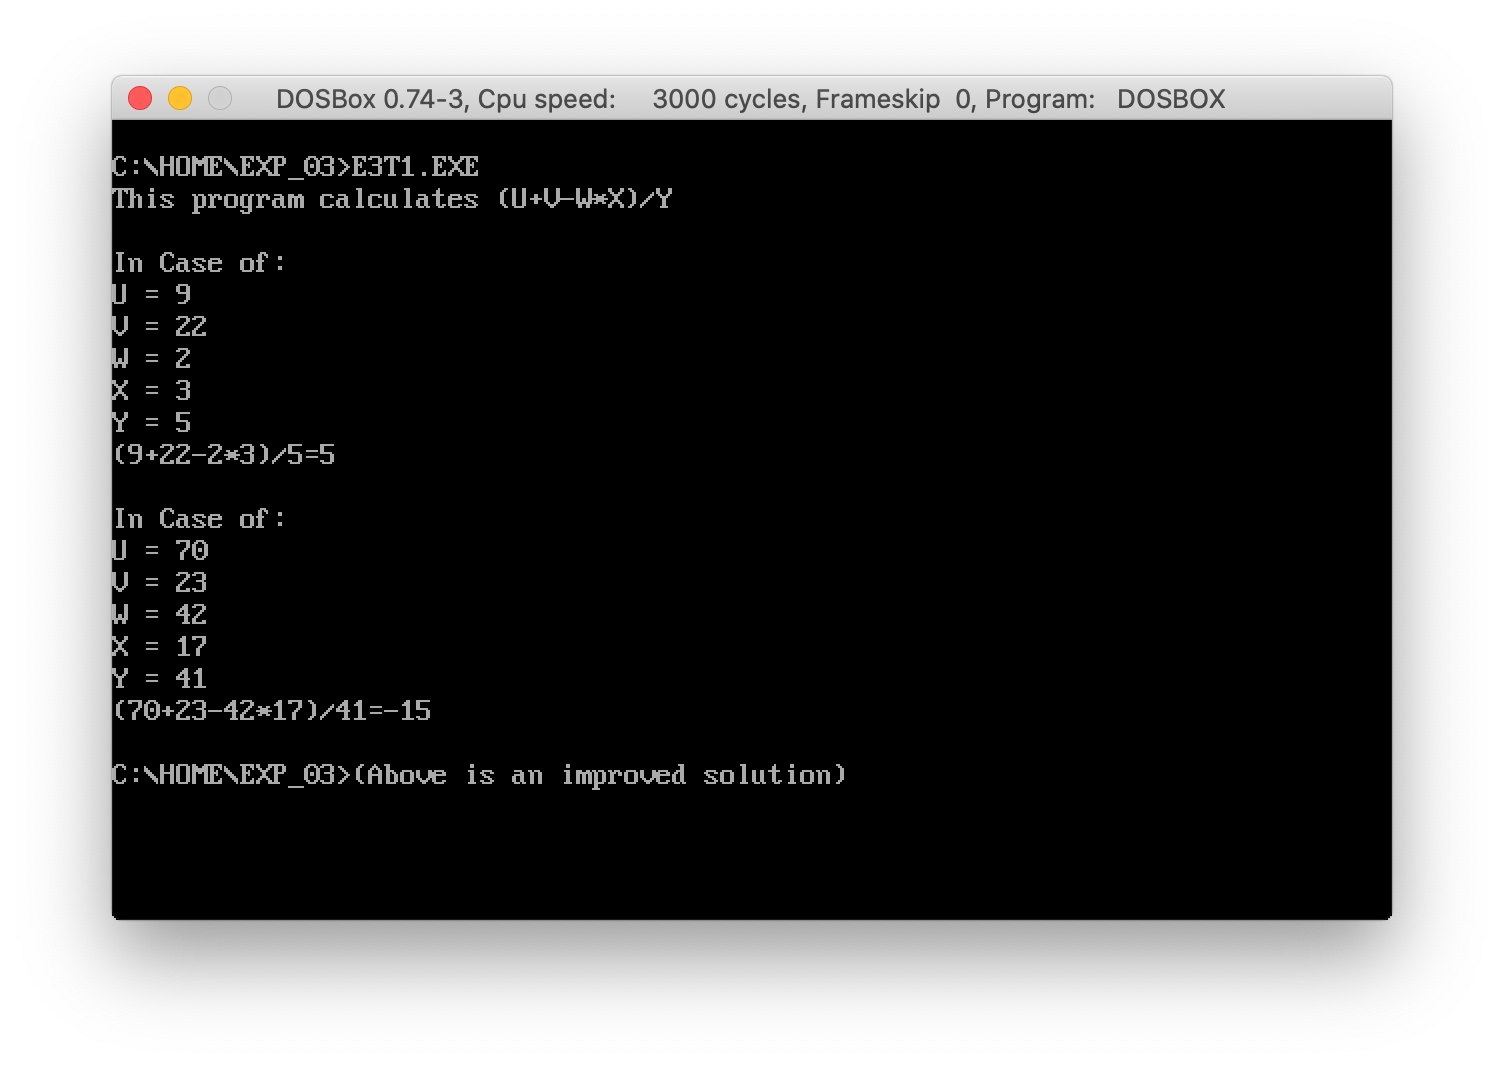 DOSBox 0.74-3, Cpu speed: 3000 cycles, Frameskip 0, Program: DOSBOX
C:\HOME\EXP_03>E3T1.EXE
This program calculates (U+V-W*X)/Y
In Case of:
U = 9
V = 22
W = 2
X = 3
Y = 5
(9+22-2*3)/5=5
In Case of:
U = 70
V = 23
W = 42
X = 17
Y = 41
(70+23-42*17)/41=-15
C:\HOME\EXP_03>(Above is an improved solution)